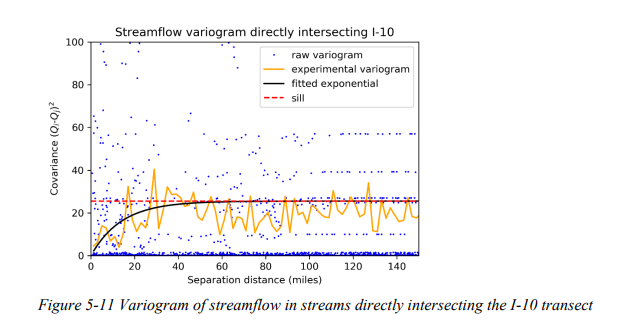 Streamflow variogram directly intersecting I-10
100
80
60
40
20
0
Covariance (Qi-Qj)²
raw variogram
experimental variogram
fitted exponential
sill
0 20 40 60 80 100 120 140
Separation distance (miles)
Figure 5-11 Variogram of streamflow in streams directly intersecting the I-10 transect